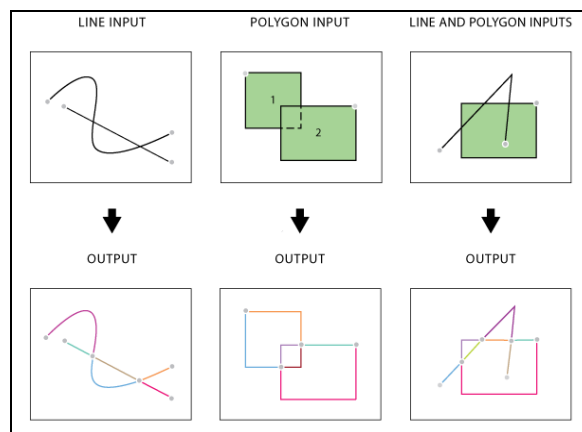 LINE INPUT
POLYGON INPUT
LINE AND POLYGON INPUTS
1
2
OUTPUT
OUTPUT
OUTPUT